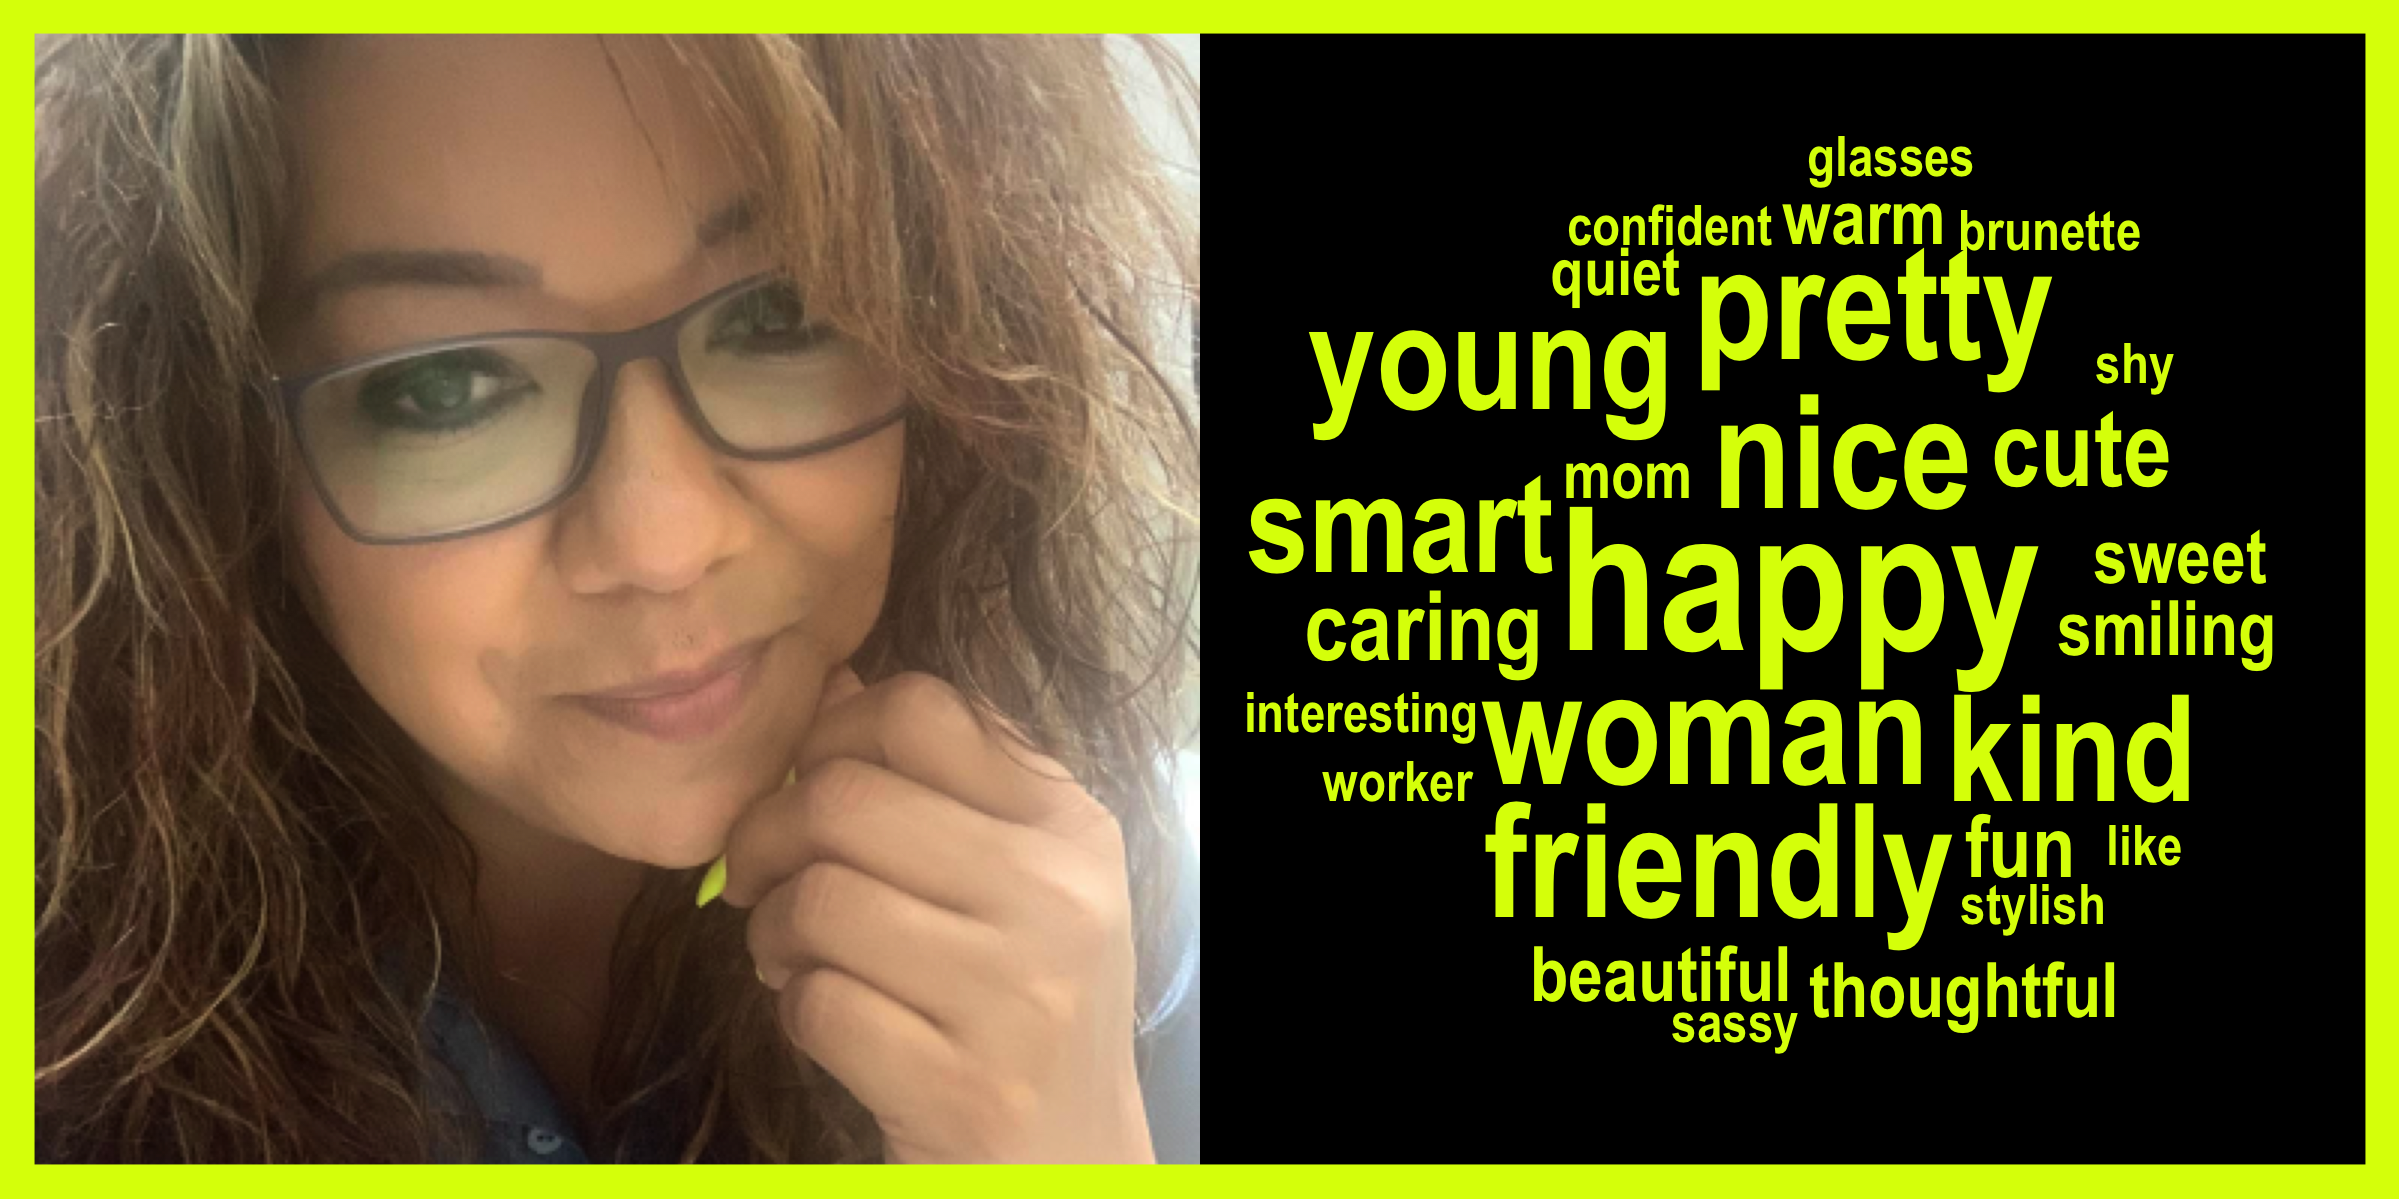 glasses
confident warm brunette
quiet pretty
young shy
nice cute
smart mom
happy sweet
caring smiling
interesting woman kind
worker
friendly fun like
stylish
beautiful thoughtful
sassy